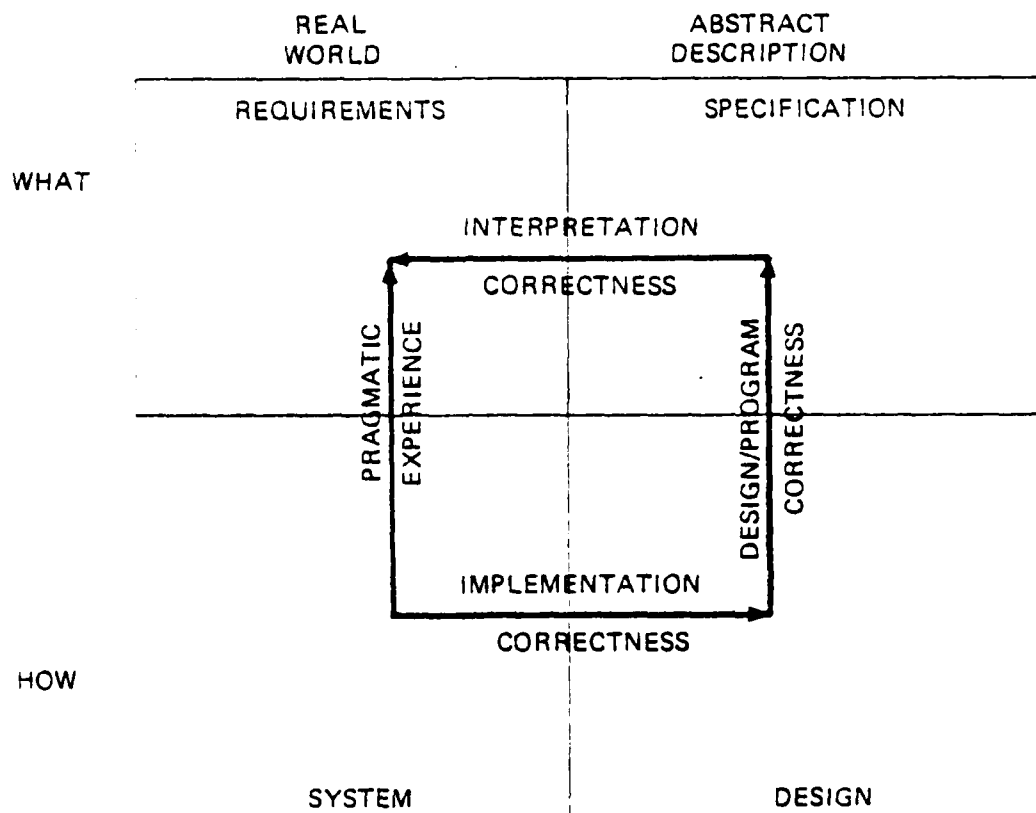 REAL
WORLD
ABSTRACT
DESCRIPTION
REQUIREMENTS
SPECIFICATION
WHAT
INTERPRETATION
CORRECTNESS
PRAGMATIC
EXPERIENCE
DESIGN/PROGRAM
CORRECTNESS
IMPLEMENTATION
CORRECTNESS
HOW
SYSTEM
DESIGN